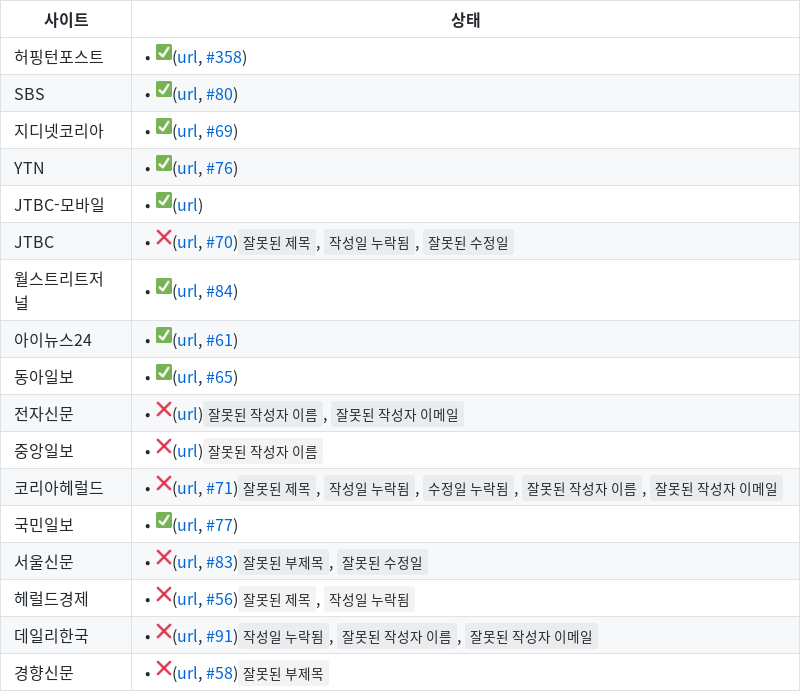 사이트 상태
허핑턴포스트 • ✅(url, #358)
SBS • ✅(url, #80)
지디넷코리아 • ✅(url, #69)
YTN • ✅(url, #76)
JTBC-모바일 • ✅(url)
JTBC • ❌(url, #70) 잘못된 제목 , 작성일 누락됨 , 잘못된 수정일
월스트리트저
널 • ✅(url, #84)
아이뉴스24 • ✅(url, #61)
동아일보 • ✅(url, #65)
전자신문 • ❌(url) 잘못된 작성자 이름 , 잘못된 작성자 이메일
중앙일보 • ❌(url) 잘못된 작성자 이름
코리아헤럴드 • ❌(url, #71) 잘못된 제목 , 작성일 누락됨 , 수정일 누락됨 , 잘못된 작성자 이름 , 잘못된 작성자 이메일
국민일보 • ✅(url, #77)
서울신문 • ❌(url, #83) 잘못된 부제목 , 잘못된 수정일
헤럴드경제 • ❌(url, #56) 잘못된 제목 , 작성일 누락됨
데일리한국 • ❌(url, #91) 작성일 누락됨 , 잘못된 작성자 이름 , 잘못된 작성자 이메일
경향신문 • ❌(url, #58) 잘못된 부제목